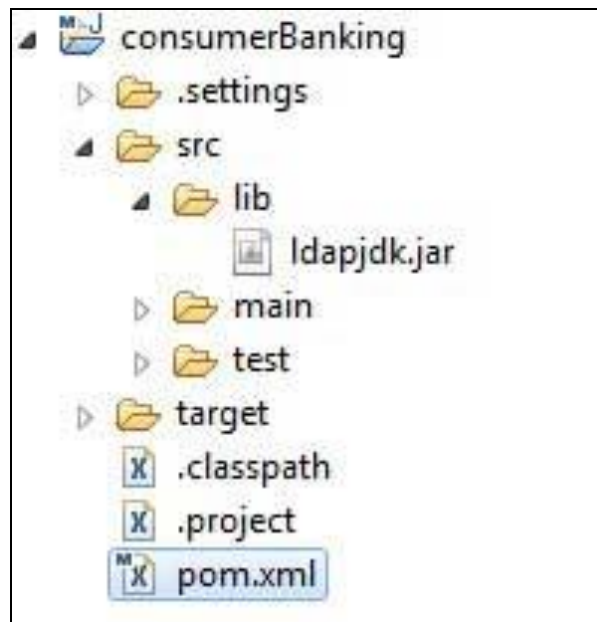 consumerBanking
.settings
src
lib
ldapjdk.jar
main
test
target
.classpath
.project
pom.xml